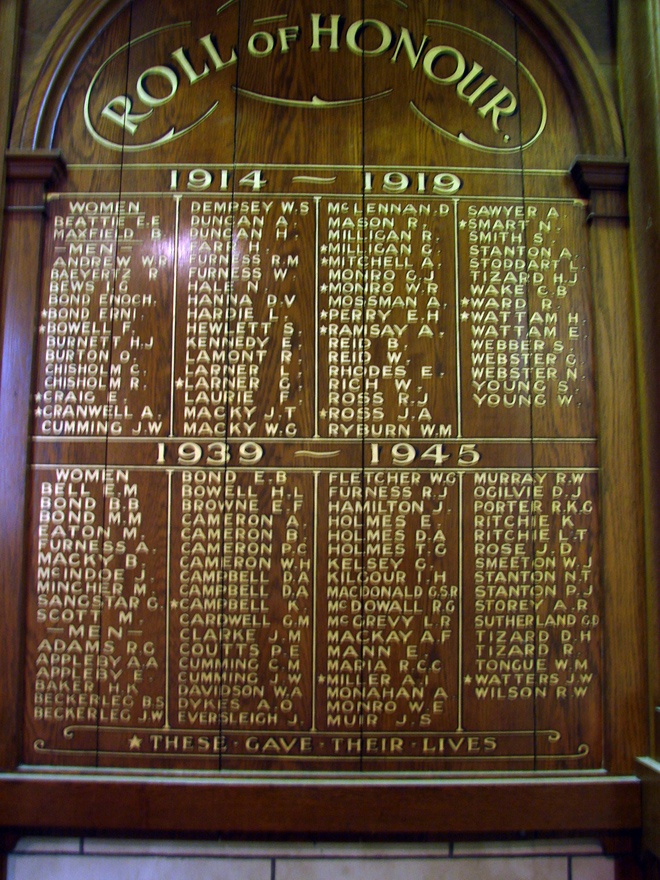 ROLL OF HONOUR.
1914 — 1919
WOMEN
BEATTIE E.E
MAXFIELD B.
— MEN —
ANDREW W.R
BAEYERTZ R
BEWS I.G
BOND ENOCH.
★BOND ERNI.
★BOWELL F.
BURNETT H.J
BURTON O.
CHISHOLM C.
CHISHOLM R.
★CRAIG E.
★CRANWELL A.
CUMMING J.W
DEMPSEY W.S
DUNCAN A.
DUNCAN H.
FARR H.
FURNESS R.M
FURNESS W.
HALE N.
HANNA D.V
HARDIE L.
HEWLETT S.
KENNEDY E.
LAMONT R.
LARNER L.
★LARNER G.
LAURIE F.
MACKY J.T
MACKY W.G
McLENNAN.D
MASON R.
MILLIGAN R.
★MILLIGAN G.
★MITCHELL A.
MONRO G.J
★MONRO W.R
MOSSMAN A.
★PERRY E.H
★RAMSAY A.
REID B.
REID W.
RHODES E.
RICH W.
ROSS R.J
★ROSS J.A
RYBURN W.M
SAWYER A.
★SMART N.
SMITH S.
STANTON A.
STODDART L.
TIZARD H.J
WAKE C.B
★WARD R.
★WATTAM H.
WATTAM E.
WEBBER S.
WEBSTER G.
WEBSTER N.
YOUNG S.
YOUNG W.
1939 — 1945
WOMEN
BELL E.M
BOND B.B
BOND M.M
EATON M.
FURNESS A.
MACKY B.
McINDOE J.
MINCHER M.
SANGSTAR G.
SCOTT M.
— MEN —
ADAMS R.G
APPLEBY A.A
APPLEBY E.
BAKER H.K
BECKERLEG B.S
BECKERLEG J.W
BOND E.B
BOWELL H.L
BROWNE E.F
CAMERON A.
CAMERON B.
CAMERON P.C
CAMERON W.H
CAMPBELL D.A
CAMPBELL D.A
★CAMPBELL K.
CARDWELL G.M
CLARKE J.M
COUTTS P.E
CUMMING C.M
CUMMING J.W
DAVIDSON W.A
DYKES A.O
EVERSLEIGH J.
FLETCHER W.G
FURNESS R.J
HAMILTON J.
HOLMES E.
HOLMES D.A
HOLMES T.G
KELSEY G.
KILGOUR I.H
MACDONALD G.S.R
McDOWALL R.G
McGREVY L.R
MACKAY A.F
MANN E.
MARIA R.C.C
★MILLER A.I
MONAHAN A.
MONRO W.E
MUIR J.S
MURRAY R.W
OGILVIE D.J
PORTER R.K.G
RITCHIE K.
RITCHIE L.T
ROSE J.D
SMEETON W.J
STANTON N.T
STANTON P.J
STOREY A.R
SUTHERLAND G.D
TIZARD D.H
TIZARD R.
TONGUE W.M
★WATTERS J.W
WILSON R.W
★THESE · GAVE · THEIR · LIVES